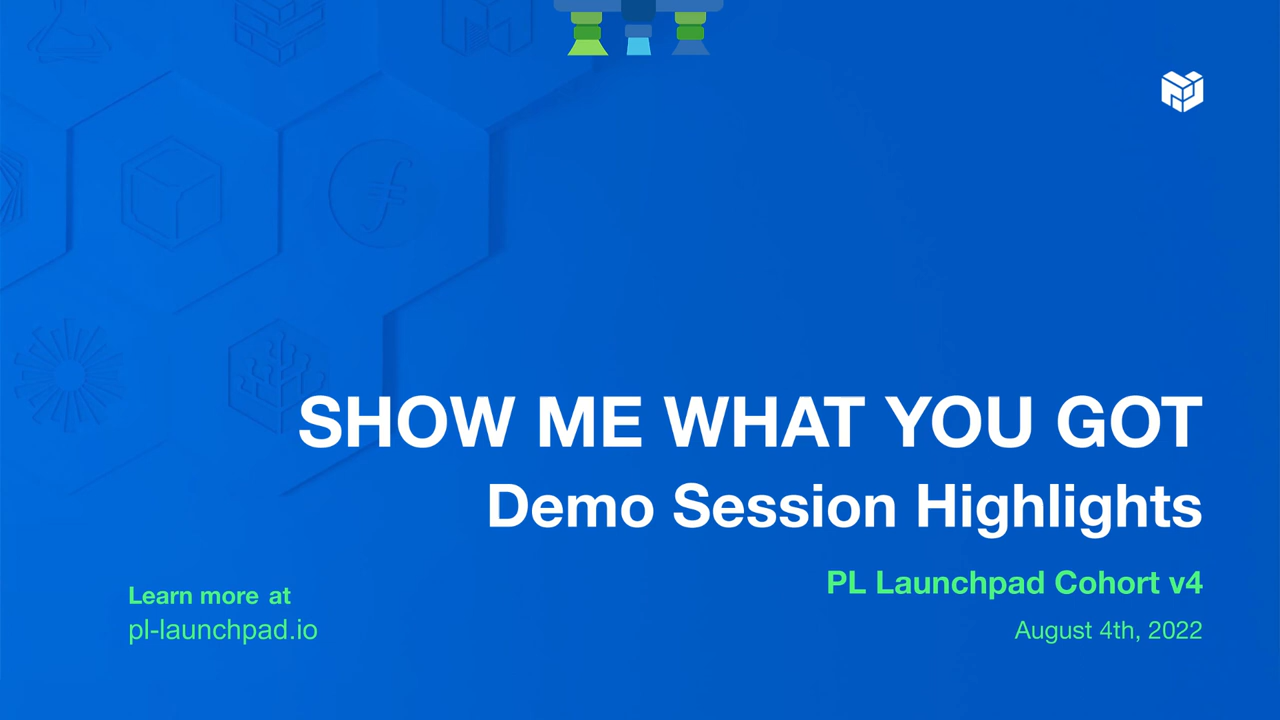 SHOW ME WHAT YOU GOT
Demo Session Highlights
PL Launchpad Cohort v4
August 4th, 2022
Learn more at
pl-launchpad.io